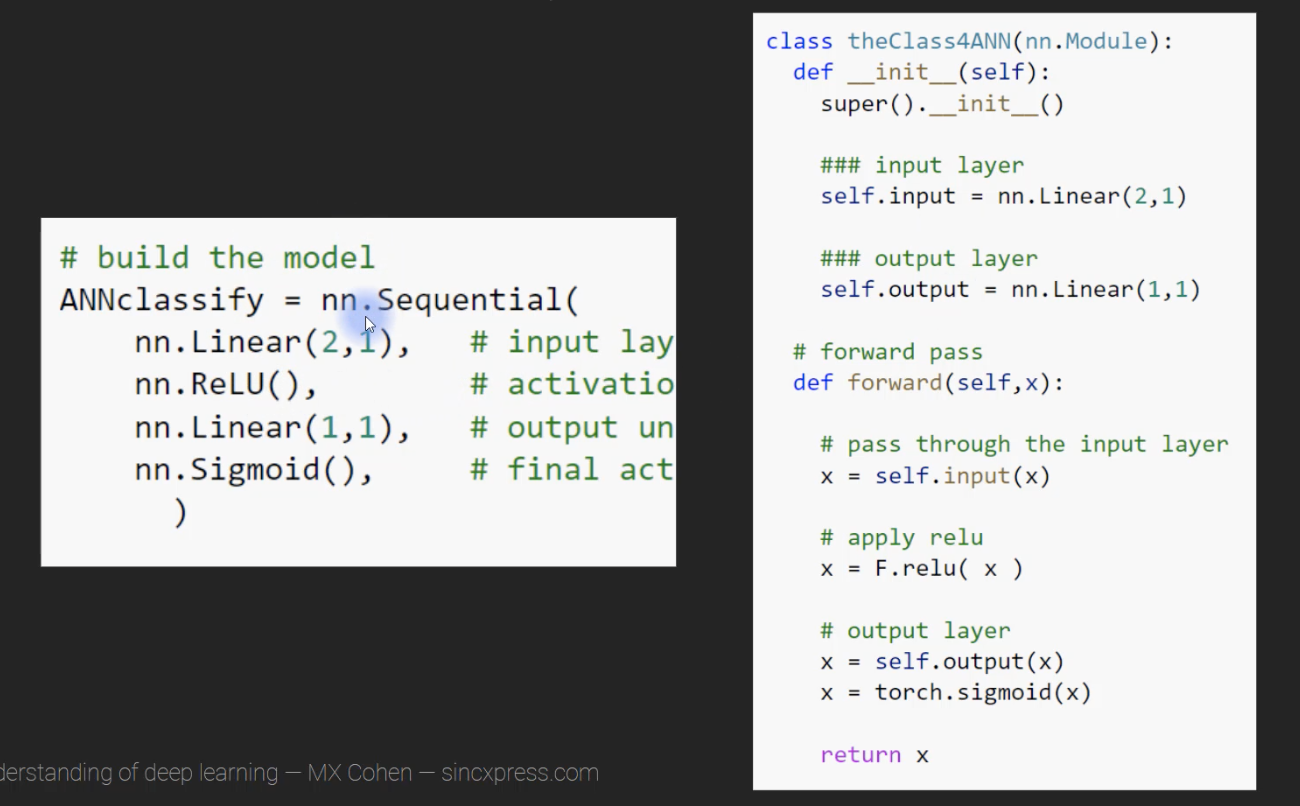 # build the model
ANNclassify = nn.Sequential(
nn.Linear(2,1),   # input lay
nn.ReLU(),        # activatio
nn.Linear(1,1),   # output un
nn.Sigmoid(),     # final act
)
class theClass4ANN(nn.Module):
def __init__(self):
super().__init__()
### input layer
self.input = nn.Linear(2,1)
### output layer
self.output = nn.Linear(1,1)
# forward pass
def forward(self,x):
# pass through the input layer
x = self.input(x)
# apply relu
x = F.relu( x )
# output layer
x = self.output(x)
x = torch.sigmoid(x)
return x
derstanding of deep learning — MX Cohen — sincxpress.com